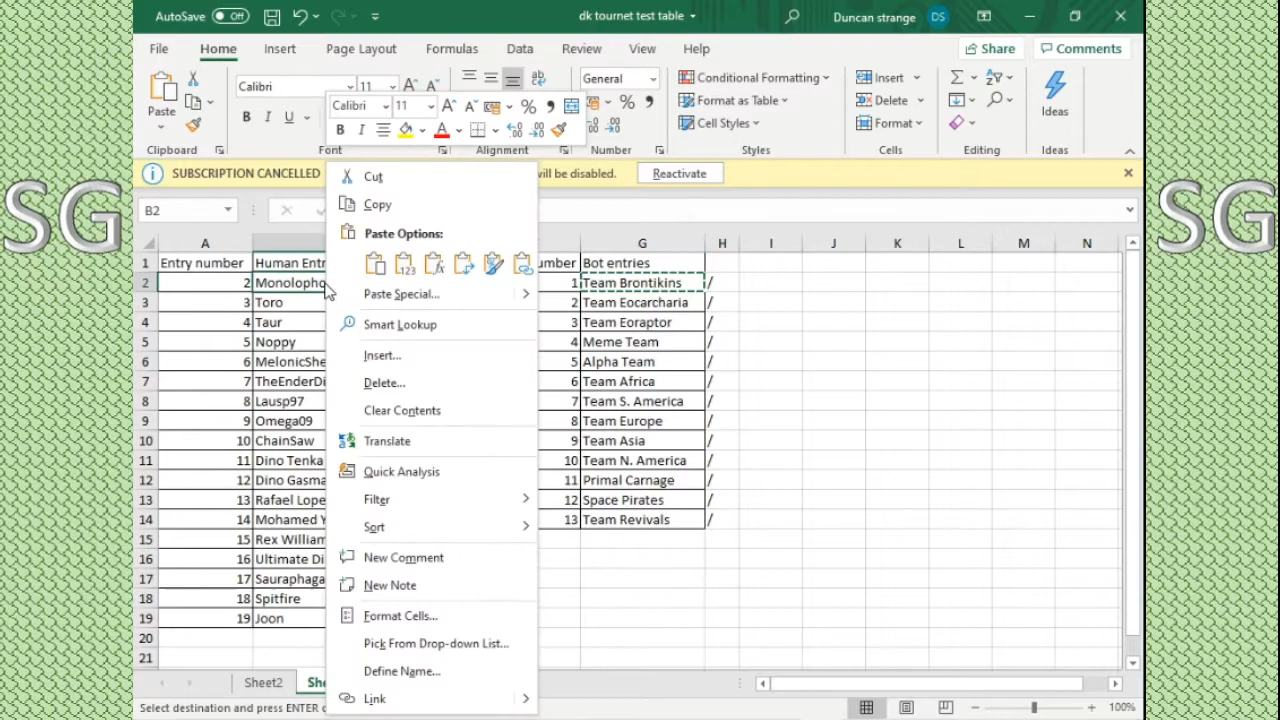 AutoSave Off
dk tournet test table
Duncan strange DS
File Home Insert Page Layout Formulas Data Review View Help Share Comments
Paste
Clipboard
Calibri 11
B I U
Font
Alignment
General
% ,
Number
Conditional Formatting
Format as Table
Cell Styles
Styles
Insert
Delete
Format
Cells
Editing
Ideas
Ideas
Calibri 11 % ,
B I A
SUBSCRIPTION CANCELLED
will be disabled.
Reactivate
SG
SG
B2
Cut
Copy
Paste Options:
Paste Special...
Smart Lookup
Insert...
Delete...
Clear Contents
Translate
Quick Analysis
Filter
Sort
New Comment
New Note
Format Cells...
Pick From Drop-down List...
Define Name...
Link
A G H I J K L M N
1 Entry number Human Entr umber Bot entries
2 2 Monolopho 1 Team Brontikins /
3 3 Toro 2 Team Eocarcharia /
4 4 Taur 3 Team Eoraptor /
5 5 Noppy 4 Meme Team /
6 6 MelonicShe 5 Alpha Team /
7 7 TheEnderDi 6 Team Africa /
8 8 Lausp97 7 Team S. America /
9 9 Omega09 8 Team Europe /
10 10 ChainSaw 9 Team Asia /
11 11 Dino Tenka 10 Team N. America /
12 12 Dino Gasma 11 Primal Carnage /
13 13 Rafael Lope 12 Space Pirates /
14 14 Mohamed Y 13 Team Revivals /
15 15 Rex William
16 16 Ultimate Di
17 17 Sauraphaga
18 18 Spitfire
19 19 Joon
20
21
Sheet2 She
Select destination and press ENTER
100%